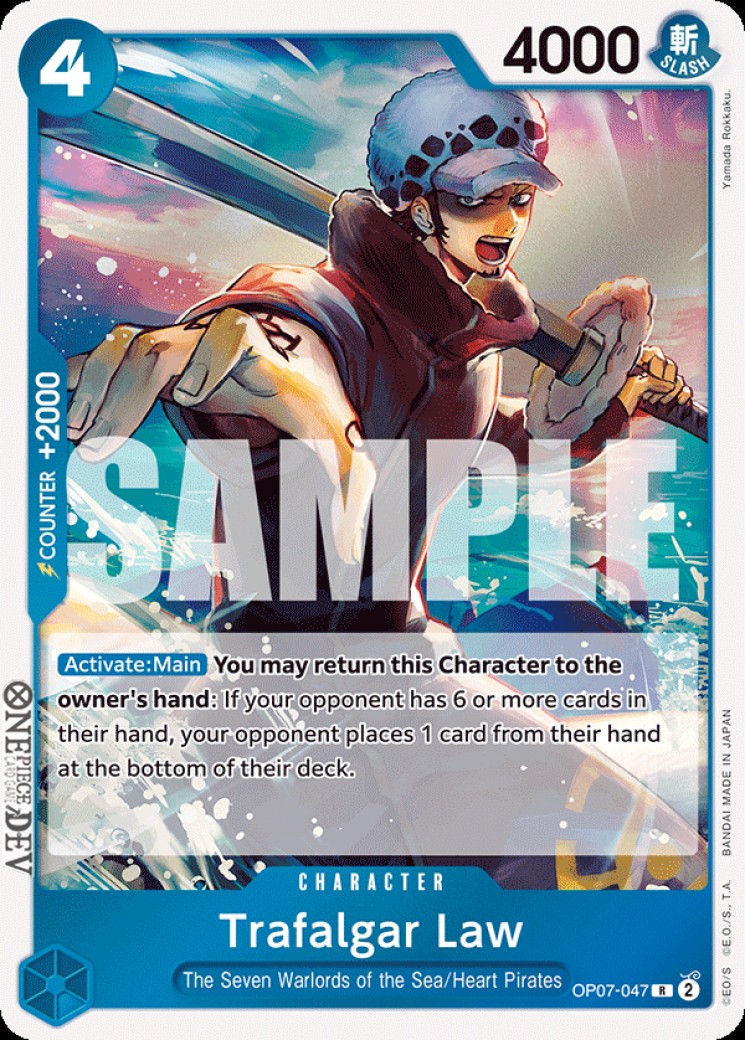 4
4000
斬
SLASH
Yamada Rokkaku.
COUNTER +2000
SAMPLE
Activate:Main You may return this Character to the
owner's hand: If your opponent has 6 or more cards in
their hand, your opponent places 1 card from their hand
at the bottom of their deck.
ONE PIECE
CARD GAME
/DEV
BANDAI MADE IN JAPAN
©EO/S ©E.O./S., T.A.
CHARACTER
Trafalgar Law
The Seven Warlords of the Sea/Heart Pirates
OP07-047 R 2